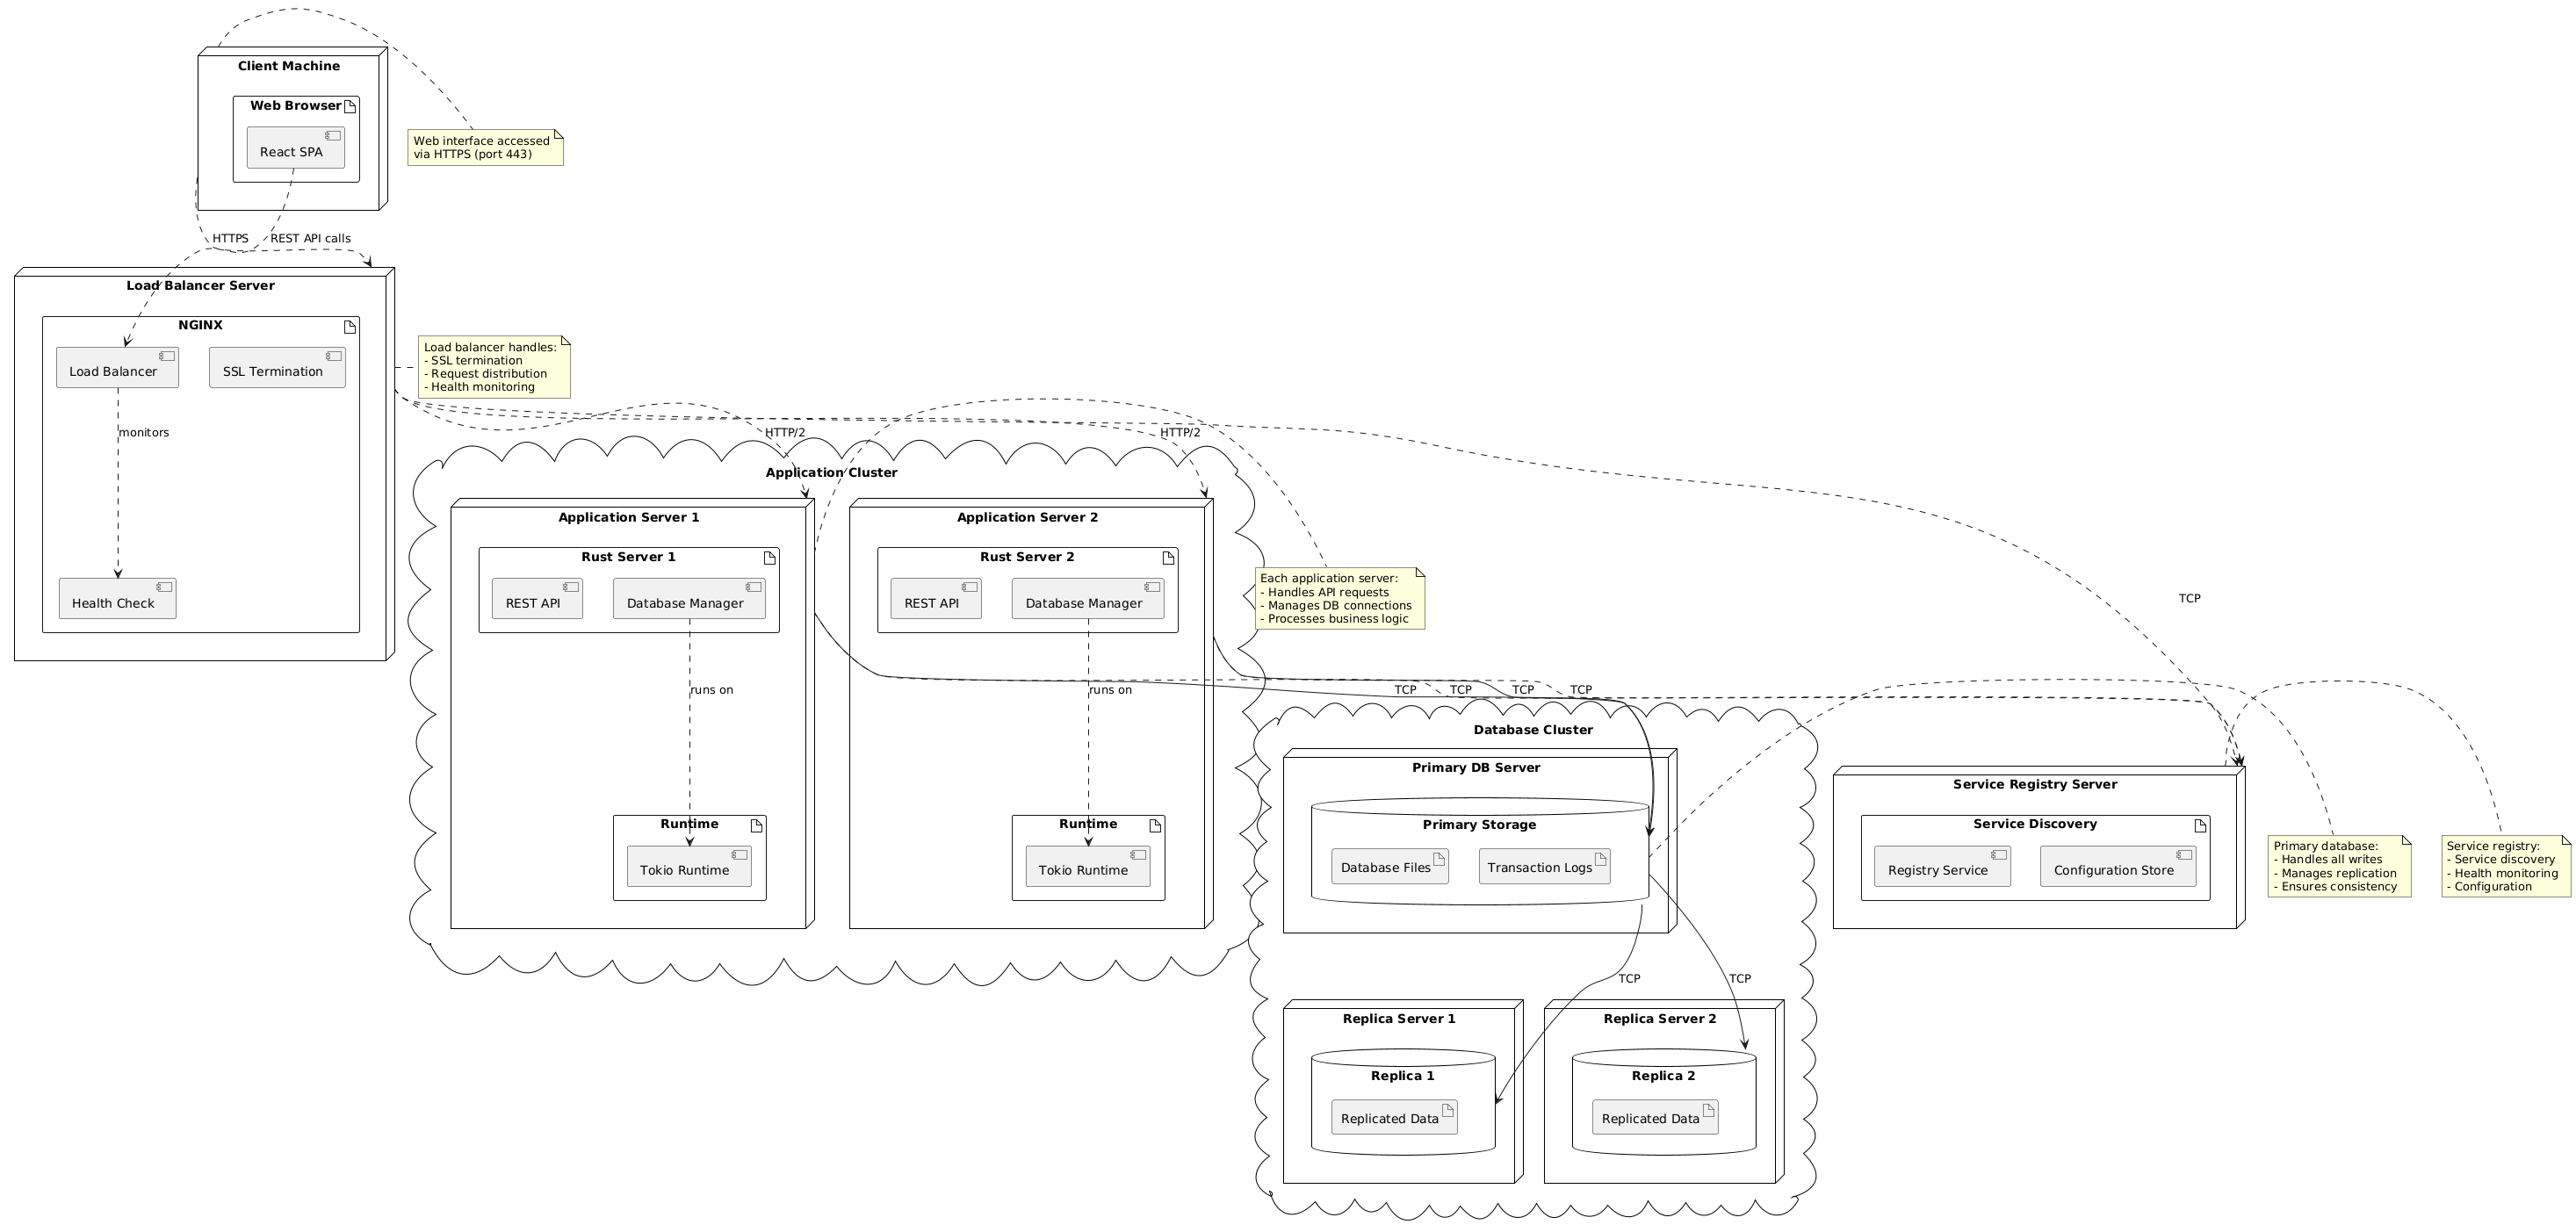 Client Machine
Web Browser
React SPA
Web interface accessed
via HTTPS (port 443)
HTTPS
REST API calls
Load Balancer Server
NGINX
Load Balancer
SSL Termination
monitors
Health Check
Load balancer handles:
- SSL termination
- Request distribution
- Health monitoring
HTTP/2
HTTP/2
Application Cluster
Application Server 1
Rust Server 1
REST API
Database Manager
runs on
Runtime
Tokio Runtime
Application Server 2
Rust Server 2
REST API
Database Manager
runs on
Runtime
Tokio Runtime
Each application server:
- Handles API requests
- Manages DB connections
- Processes business logic
TCP
TCP
TCP
TCP
TCP
Database Cluster
Primary DB Server
Primary Storage
Database Files
Transaction Logs
TCP
TCP
Replica Server 1
Replica 1
Replicated Data
Replica Server 2
Replica 2
Replicated Data
Service Registry Server
Service Discovery
Registry Service
Configuration Store
Primary database:
- Handles all writes
- Manages replication
- Ensures consistency
Service registry:
- Service discovery
- Health monitoring
- Configuration